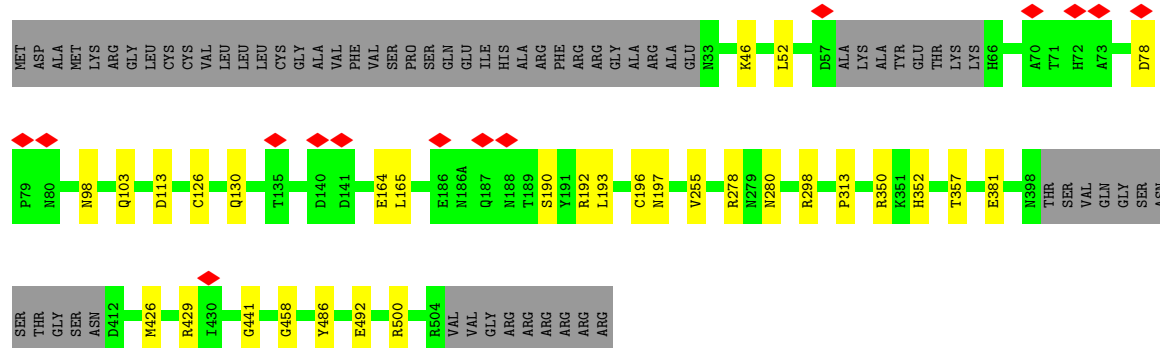 MET ASP ALA MET LYS ARG GLY LEU CYS CYS VAL LEU LEU LEU CYS GLY ALA VAL PHE VAL SER PRO SER GLN GLU ILE HIS ALA ARG PHE ARG ARG GLY ALA ARG ALA GLU N33 K46 L52 D57 ALA LYS ALA TYR GLU THR LYS LYS H66 A70 T71 H72 A73 D78
P79 N80 N98 Q103 D113 C126 Q130 T135 D140 D141 E164 L165 E186 N186A Q187 N188 T189 S190 Y191 R192 L193 C196 N197 V255 R278 N279 N280 R298 P313 R350 K351 H352 T357 E381 N398 THR SER VAL GLN GLY SER ASN
SER THR GLY SER ASN D412 M426 R429 I430 G441 G458 Y486 E492 R500 R504 VAL VAL GLY ARG ARG ARG ARG ARG ARG